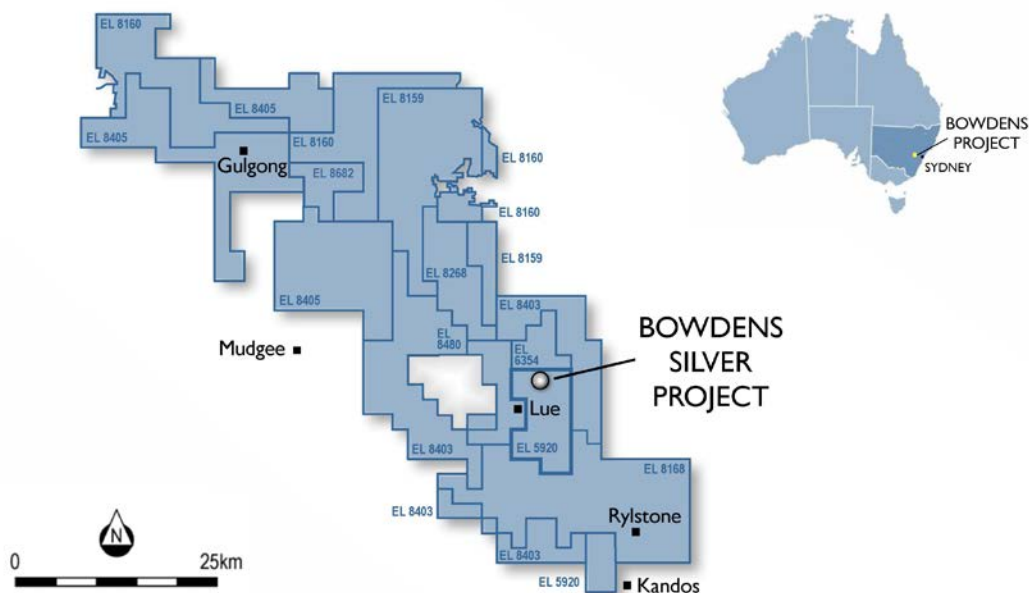 EL 8160
EL 8159
EL 8405
EL 8405
EL 8160
Gulgong
EL 8682
EL 8160
EL 8160
EL 8268
EL 8159
EL 8405
EL 8403
Mudgee
EL
8480
EL
6354
BOWDENS
SILVER
PROJECT
Lue
EL 8403
EL 5920
EL 8168
EL 8403
Rylstone
EL 8403
EL 5920
Kandos
N
0
25km
BOWDENS
PROJECT
SYDNEY